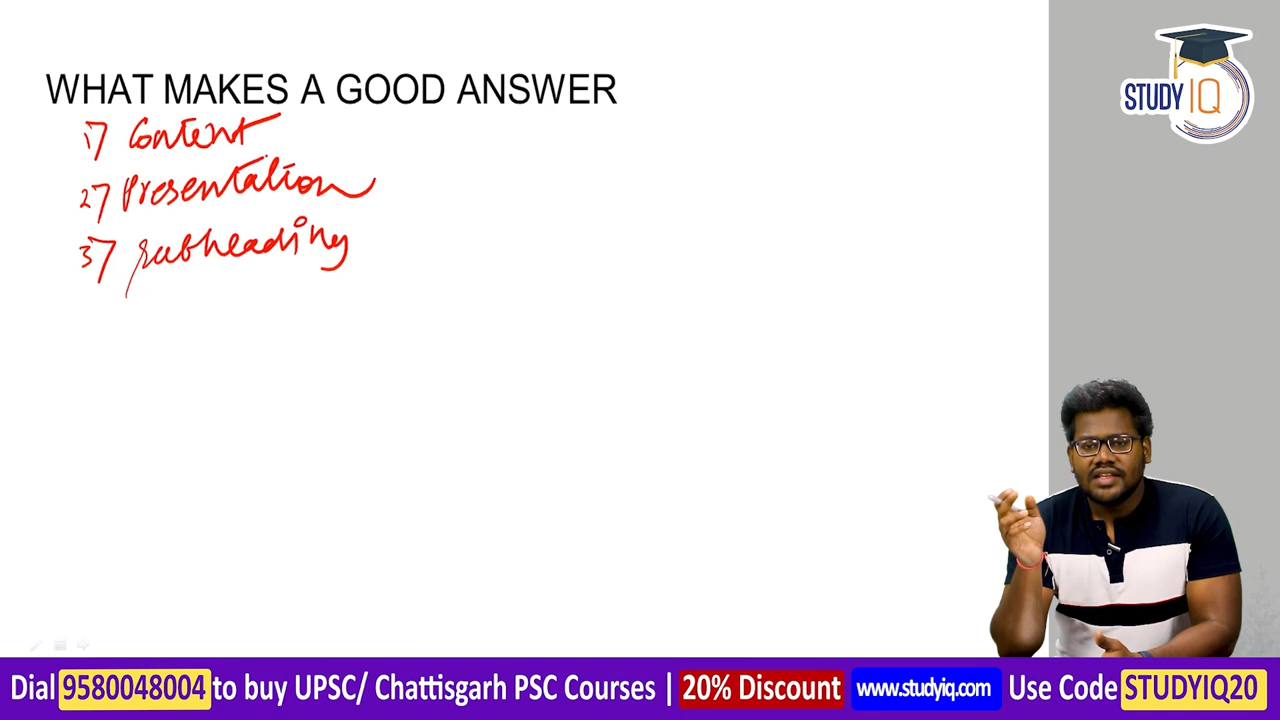 STUDY IQ
WHAT MAKES A GOOD ANSWER
1) Content
2) Presentation
3) subheading
Dial 9580048004 to buy UPSC/ Chattisgarh PSC Courses | 20% Discount www.studyiq.com Use Code STUDYIQ20